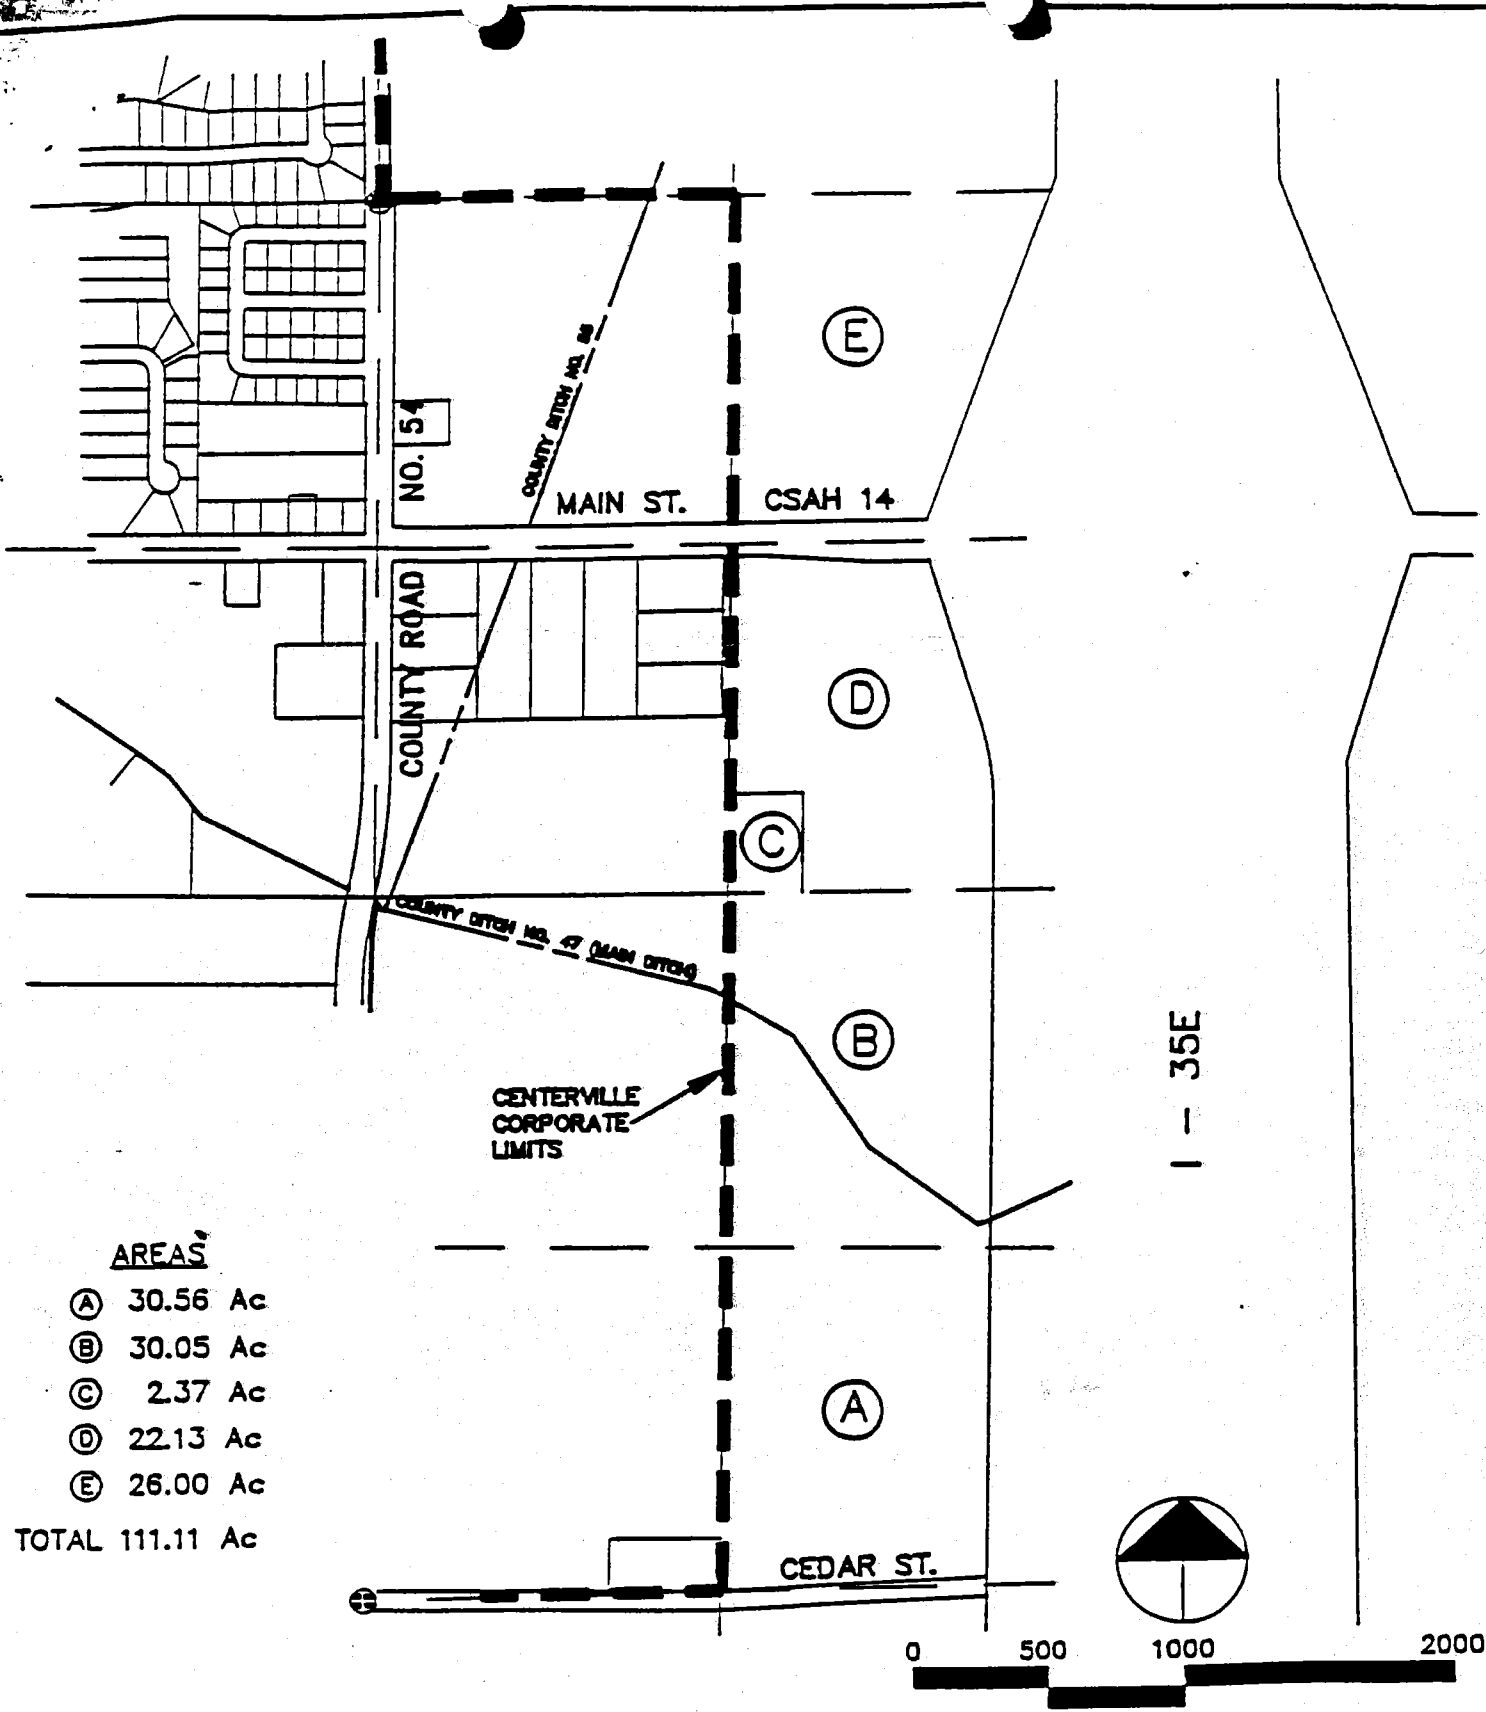 E
COUNTY DITCH NO. 55
NO. 54
MAIN ST.
CSAH 14
COUNTY ROAD
D
C
COUNTY DITCH NO. 47 (MAIN DITCH)
B
I - 35E
CENTERVILLE
CORPORATE
LIMITS
AREAS
A 30.56 Ac
B 30.05 Ac
C 2.37 Ac
D 22.13 Ac
E 26.00 Ac
TOTAL 111.11 Ac
A
CEDAR ST.
0 500 1000 2000